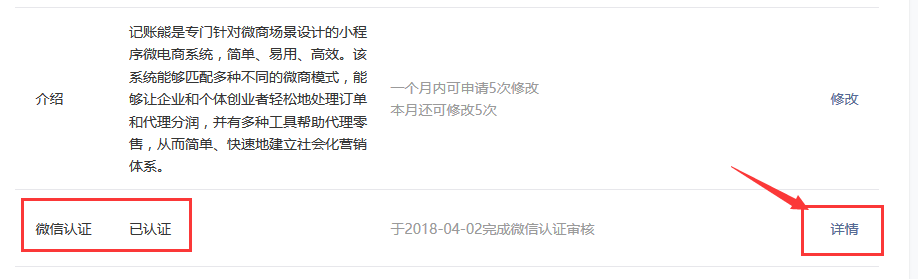 记账能是专门针对微商场景设计的小程
序微电商系统，简单、易用、高效。该
系统能够匹配多种不同的微商模式，能
介绍
够让企业和个体创业者轻松地处理订单
和代理分润，并有多种工具帮助代理零
售，从而简单、快速地建立社会化营销
体系。
一个月内可申请5次修改
本月还可修改5次
修改
微信认证 已认证 于2018-04-02完成微信认证审核 详情